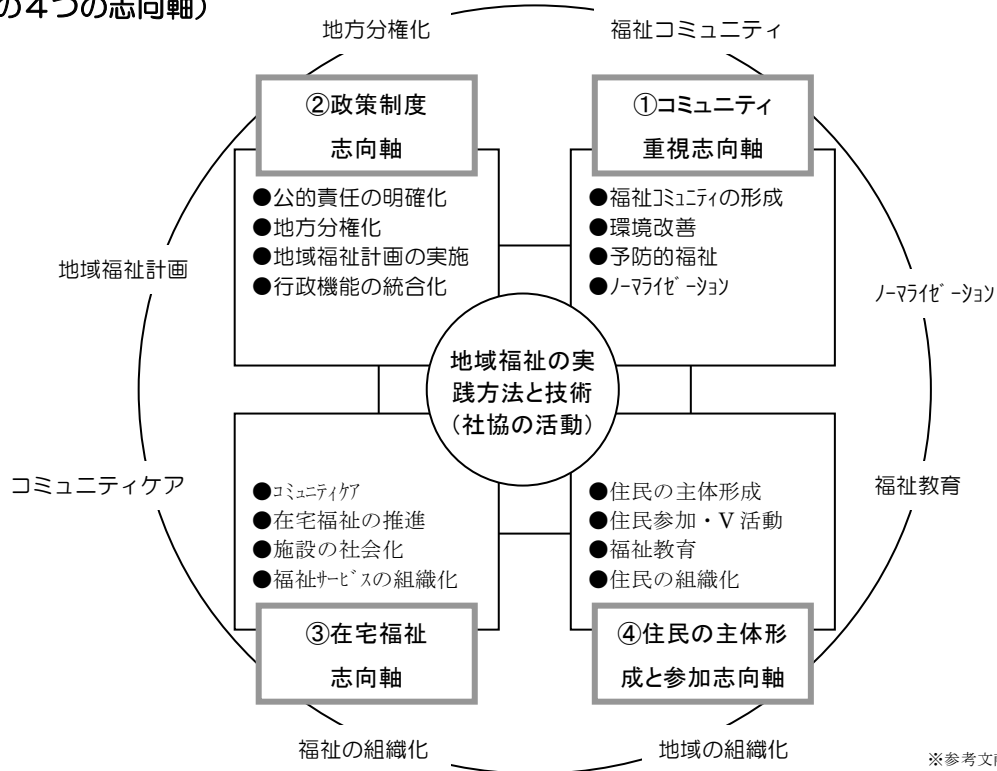 の４つの志向軸）
地方分権化
福祉コミュニティ
②政策制度
志向軸
●公的責任の明確化
●地方分権化
●地域福祉計画の実施
●行政機能の統合化
①コミュニティ
重視志向軸
●福祉ｺﾐｭﾆﾃｨの形成
●環境改善
●予防的福祉
●ﾉｰﾏﾗｲｾﾞｰｼｮﾝ
地域福祉計画
ﾉｰﾏﾗｲｾﾞｰｼｮﾝ
地域福祉の実
践方法と技術
（社協の活動）
コミュニティケア
福祉教育
●ｺﾐｭﾆﾃｨｹｱ
●在宅福祉の推進
●施設の社会化
●福祉ｻｰﾋﾞｽの組織化
③在宅福祉
志向軸
●住民の主体形成
●住民参加・Ｖ活動
●福祉教育
●住民の組織化
④住民の主体形
成と参加志向軸
福祉の組織化
地域の組織化
※参考文